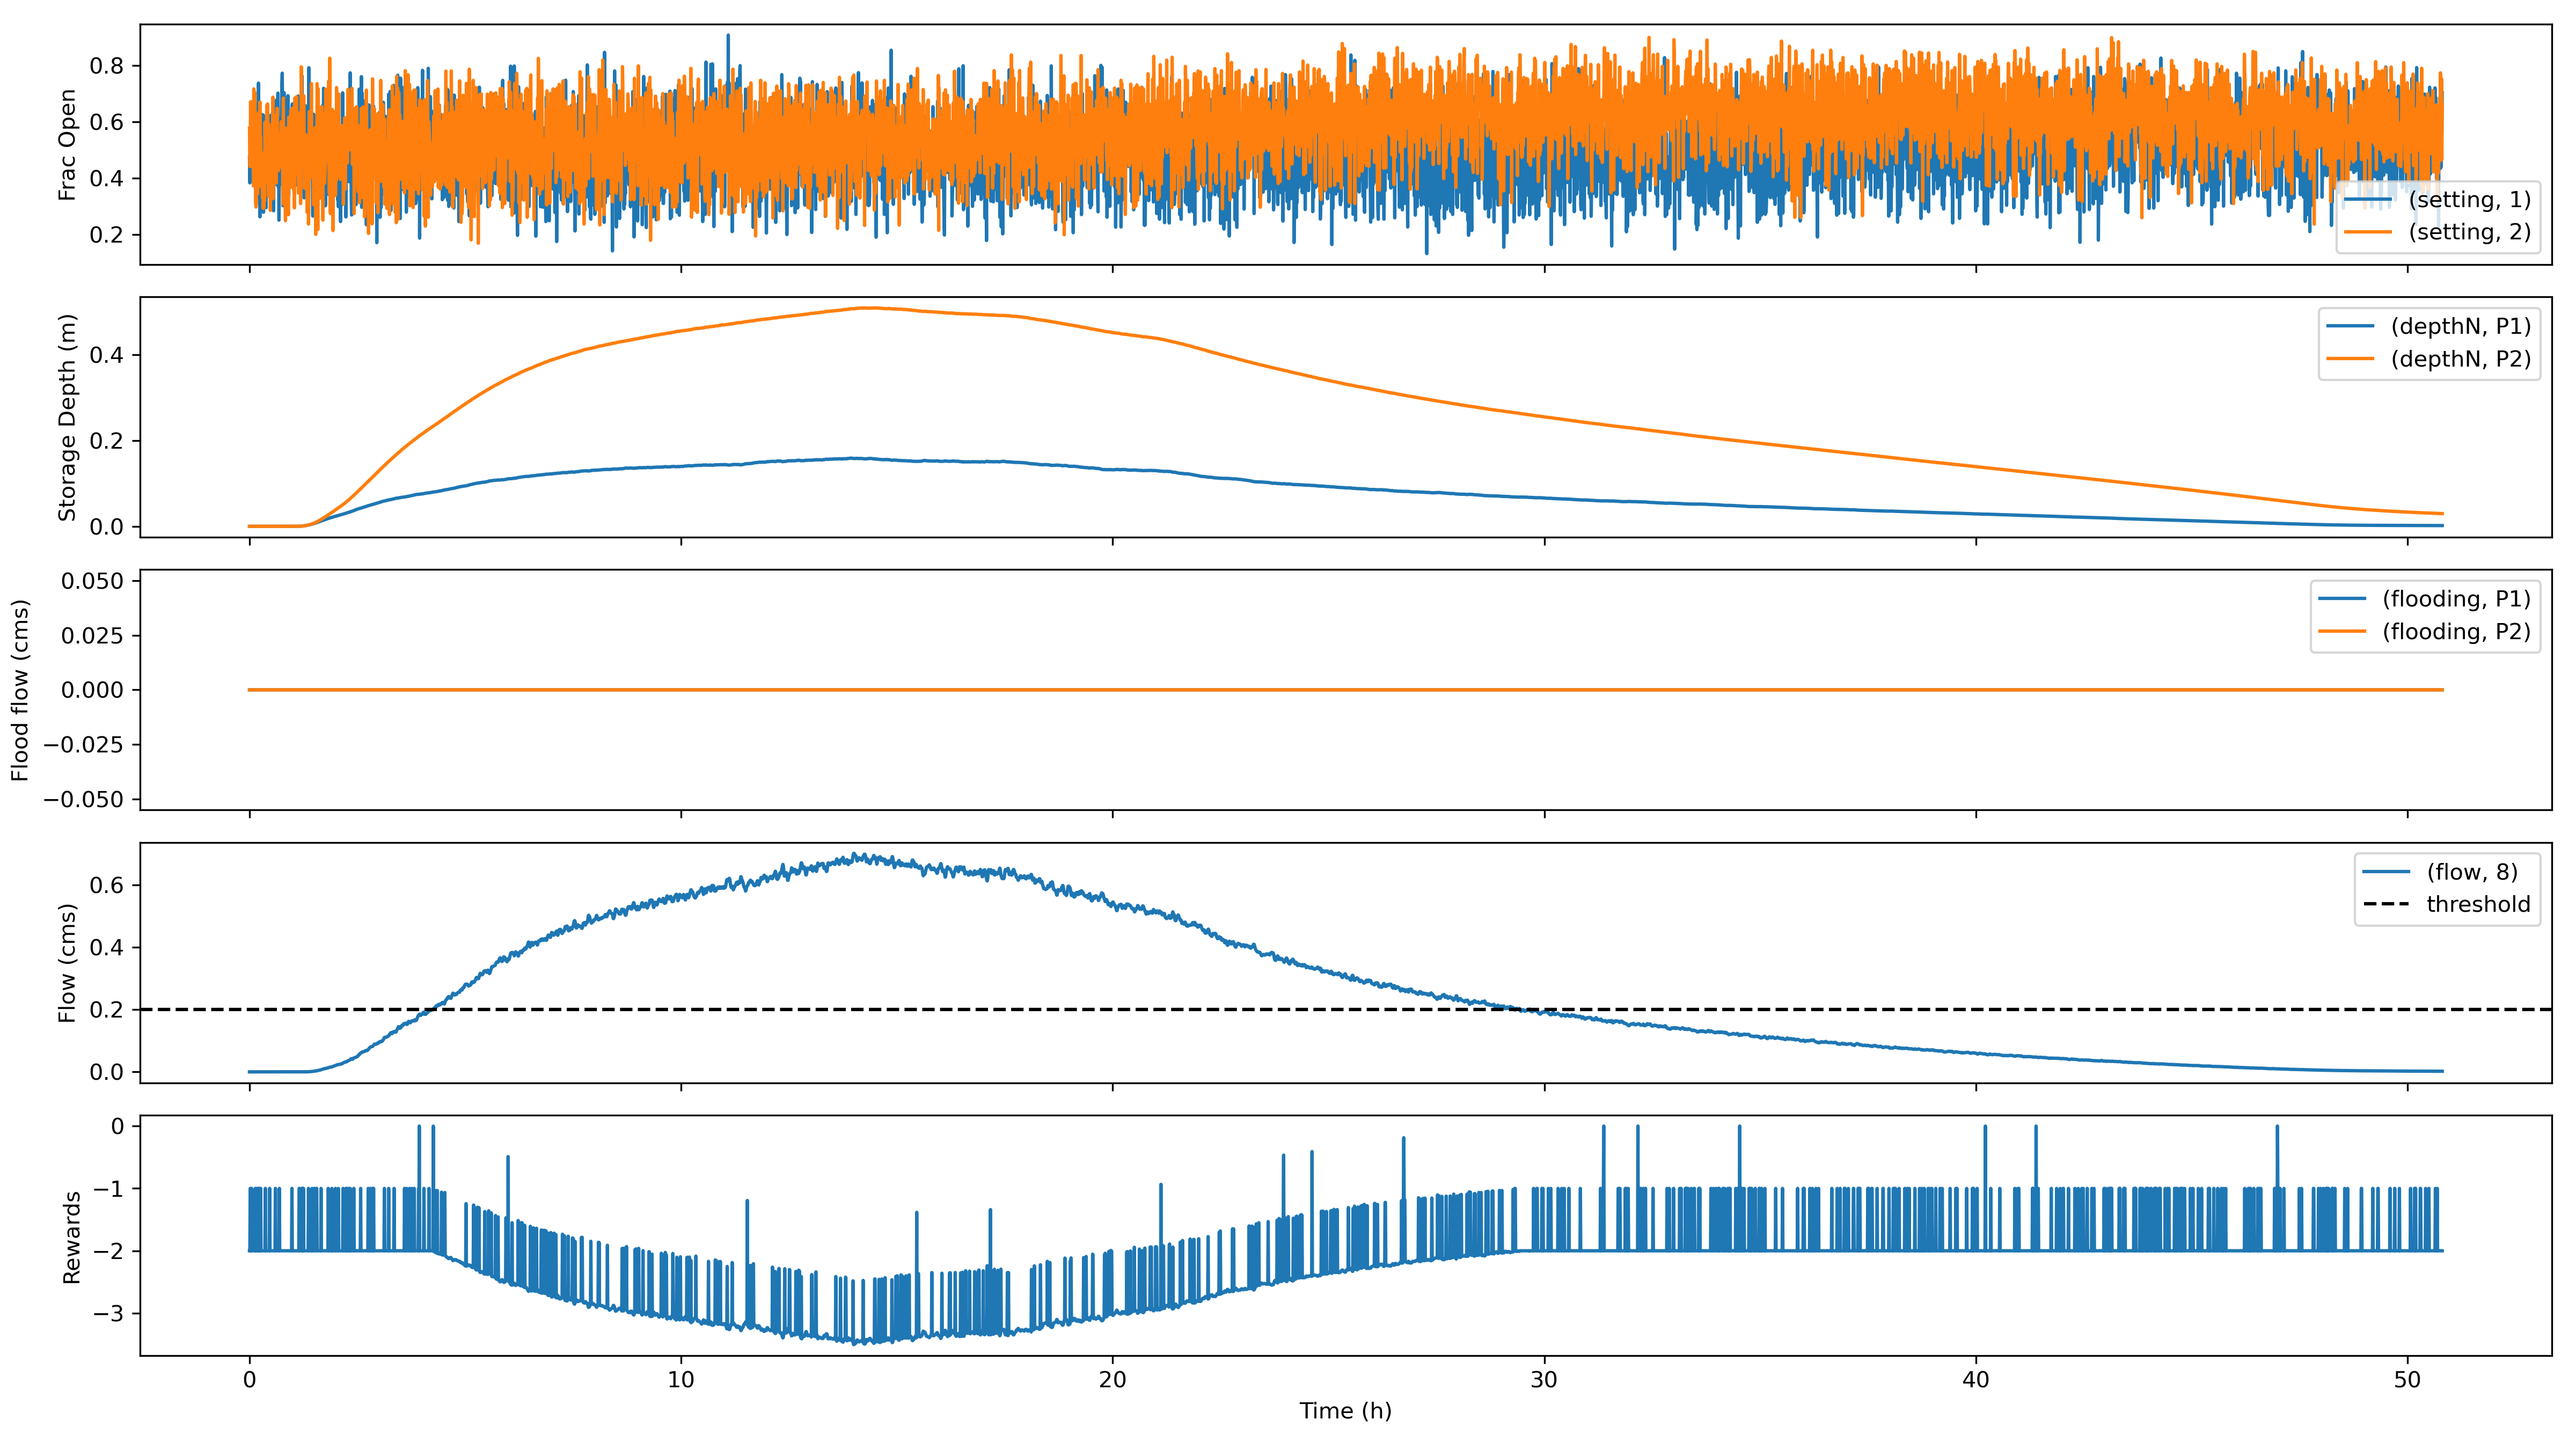 Frac Open
0.8
0.6
0.4
0.2
(setting, 1)
(setting, 2)
Storage Depth (m)
0.4
0.2
0.0
(depthN, P1)
(depthN, P2)
Flood flow (cms)
0.050
0.025
0.000
−0.025
−0.050
(flooding, P1)
(flooding, P2)
Flow (cms)
0.6
0.4
0.2
0.0
(flow, 8)
threshold
Rewards
0
−1
−2
−3
0 10 20 30 40 50
Time (h)